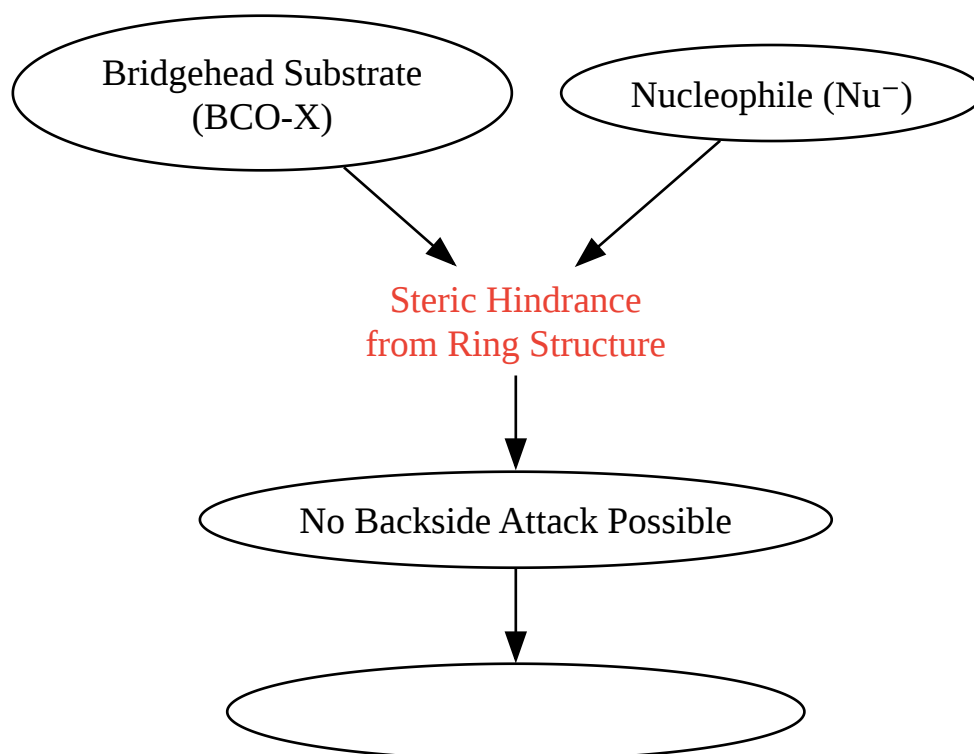 Bridgehead Substrate
(BCO-X)
Nucleophile (Nu⁻)
Steric Hindrance
from Ring Structure
No Backside Attack Possible